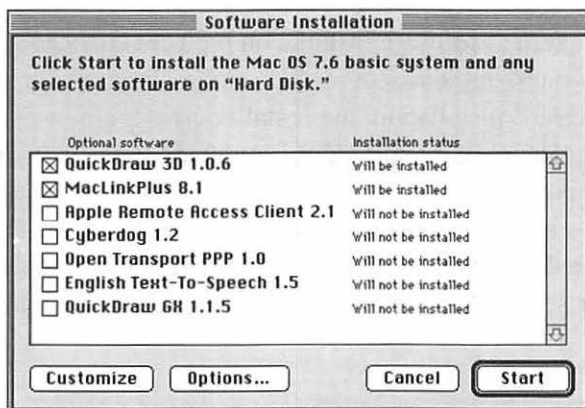 Software Installation
Click Start to install the Mac OS 7.6 basic system and any
selected software on “Hard Disk.”
Optional software Installation status
QuickDraw 3D 1.0.6 Will be installed
MacLinkPlus 8.1 Will be installed
Apple Remote Access Client 2.1 Will not be installed
Cyberdog 1.2 Will not be installed
Open Transport PPP 1.0 Will not be installed
English Text-To-Speech 1.5 Will not be installed
QuickDraw GX 1.1.5 Will not be installed
Customize Options... Cancel Start